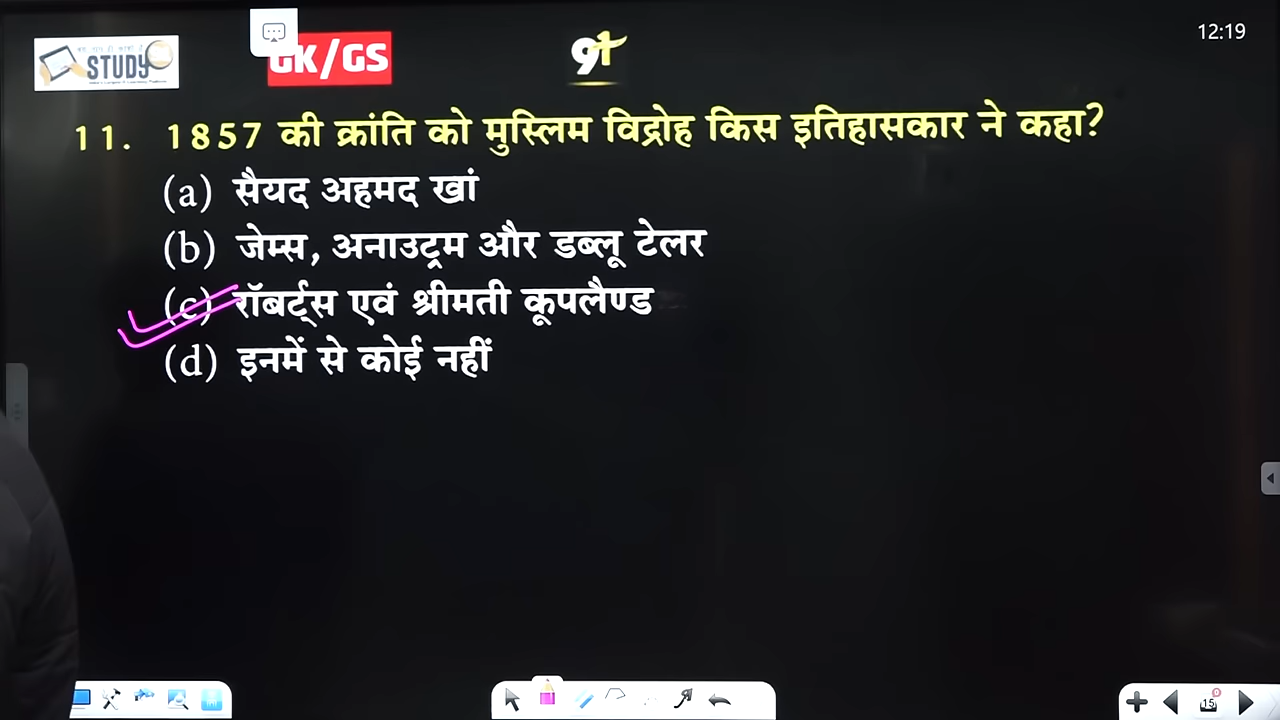 12:19
STUDY
GK/GS
11. 1857 की क्रांति को मुस्लिम विद्रोह किस इतिहासकार ने कहा?
(a) सैयद अहमद खां
(b) जेम्स, अनाउट्रम और डब्लू टेलर
(c) रॉबर्ट्स एवं श्रीमती कूपलैण्ड
(d) इनमें से कोई नहीं
15